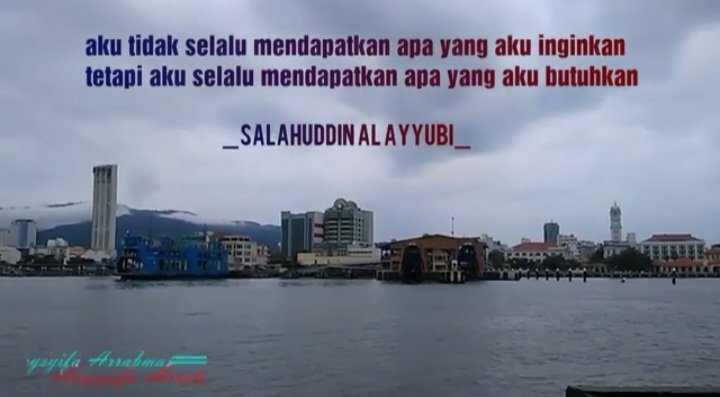 aku tidak selalu mendapatkan apa yang aku inginkan
tetapi aku selalu mendapatkan apa yang aku butuhkan
_SALAHUDDIN AL AYYUBI_
Arrahman